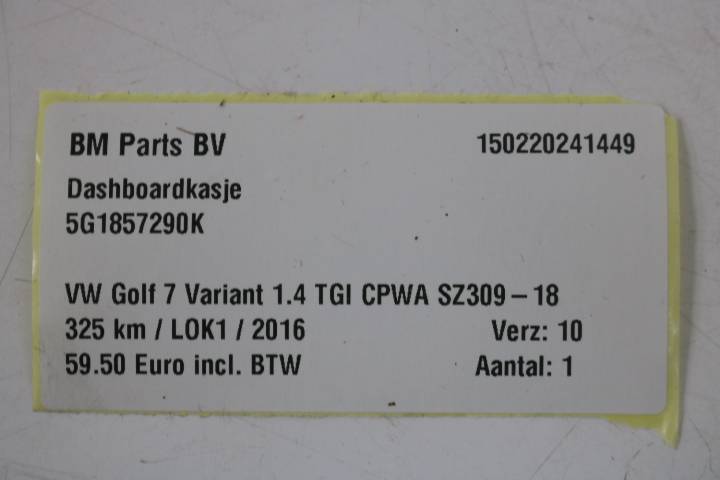 BM Parts BV 150220241449
Dashboardkasje
5G1857290K
VW Golf 7 Variant 1.4 TGI CPWA SZ309 – 18
325 km / LOK1 / 2016 Verz: 10
59.50 Euro incl. BTW Aantal: 1